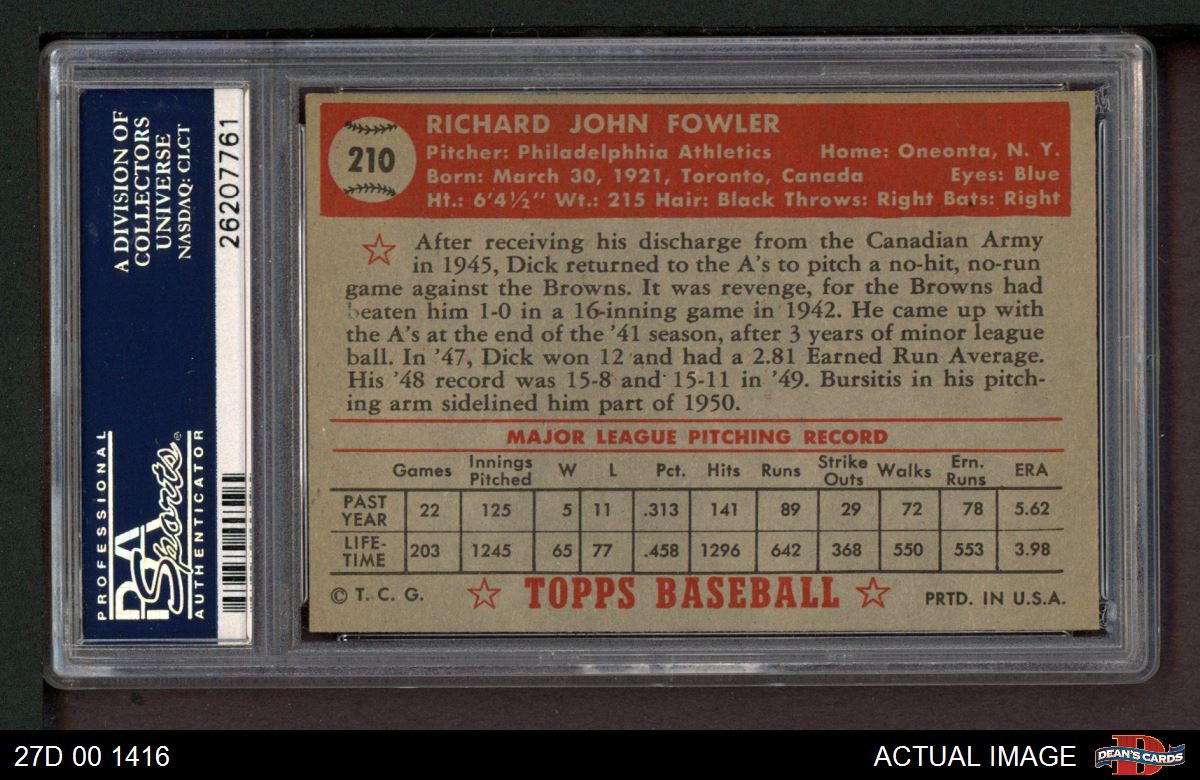 A DIVISION OF
COLLECTORS
UNIVERSE
NASDAQ: CLCT
26207761
PROFESSIONAL
PSA
Sports®
AUTHENTICATOR
210
RICHARD JOHN FOWLER
Pitcher: Philadelphhia Athletics Home: Oneonta, N. Y.
Born: March 30, 1921, Toronto, Canada Eyes: Blue
Ht.: 6'4½" Wt.: 215 Hair: Black Throws: Right Bats: Right
After receiving his discharge from the Canadian Army
in 1945, Dick returned to the A's to pitch a no-hit, no-run
game against the Browns. It was revenge, for the Browns had
beaten him 1-0 in a 16-inning game in 1942. He came up with
the A's at the end of the '41 season, after 3 years of minor league
ball. In '47, Dick won 12 and had a 2.81 Earned Run Average.
His '48 record was 15-8 and 15-11 in '49. Bursitis in his pitch-
ing arm sidelined him part of 1950.
MAJOR LEAGUE PITCHING RECORD
Games Innings Pitched W L Pct. Hits Runs Strike Outs Walks Ern. Runs ERA
PAST YEAR 22 125 5 11 .313 141 89 29 72 78 5.62
LIFE-TIME 203 1245 65 77 .458 1296 642 368 550 553 3.98
© T. C. G. TOPPS BASEBALL PRTD. IN U.S.A.
27D 00 1416 ACTUAL IMAGE DEAN'S CARDS